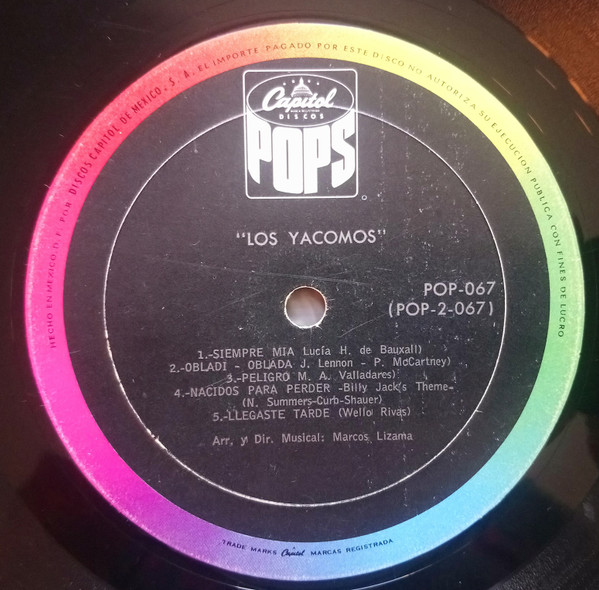 HECHO EN MEXICO, D. F. POR DISCOS CAPITOL DE MEXICO, S. A. EL IMPORTE PAGADO POR ESTE DISCO NO AUTORIZA SU EJECUCION PUBLICA CON FINES DE LUCRO
Capitol
DISCOS
POPS
"LOS YACOMOS"
POP-067
(POP-2-067)
1.-SIEMPRE MIA Lucía H. de Bauxall)
2.-OBLADI - OBLADA J. Lennon - P. McCartney)
3.-PELIGRO M. A. Valladares)
4.-NACIDOS PARA PERDER -Billy Jack's Theme-
(N. Summers-Curb-Shauer)
5.-LLEGASTE TARDE (Wello Rivas)
Arr, y Dir. Musical: Marcos Lizama
TRADE MARKS Capitol MARCAS REGISTRADA